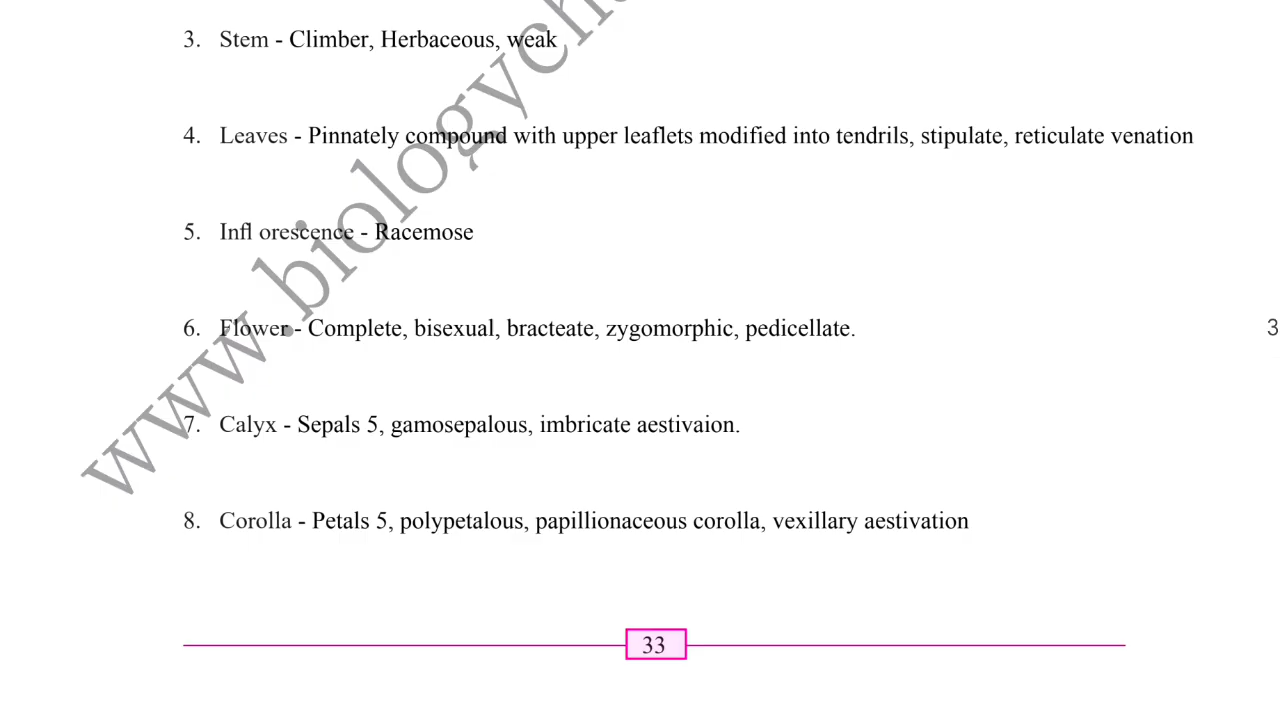 3. Stem - Climber, Herbaceous, weak
4. Leaves - Pinnately compound with upper leaflets modified into tendrils, stipulate, reticulate venation
5. Infl orescence - Racemose
6. Flower - Complete, bisexual, bracteate, zygomorphic, pedicellate.
3
7. Calyx - Sepals 5, gamosepalous, imbricate aestivaion.
8. Corolla - Petals 5, polypetalous, papillionaceous corolla, vexillary aestivation
33
www.biologych